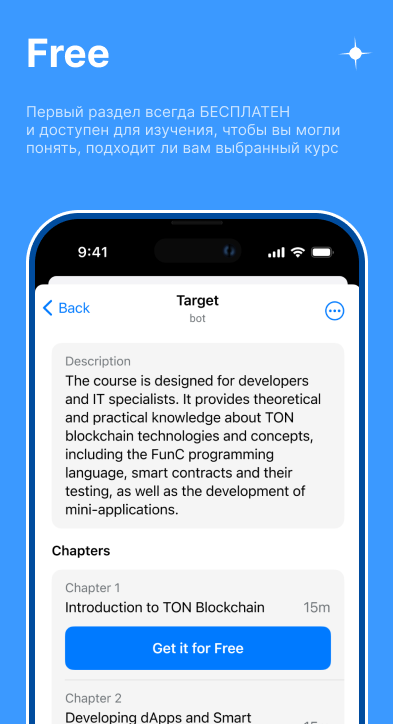 Free
Первый раздел всегда БЕСПЛАТЕН
и доступен для изучения, чтобы вы могли
понять, подходит ли вам выбранный курс
9:41
Back
Target
bot
Description
The course is designed for developers
and IT specialists. It provides theoretical
and practical knowledge about TON
blockchain technologies and concepts,
including the FunC programming
language, smart contracts and their
testing, as well as the development of
mini-applications.
Chapters
Chapter 1
Introduction to TON Blockchain 15m
Get it for Free
Chapter 2
Developing dApps and Smart